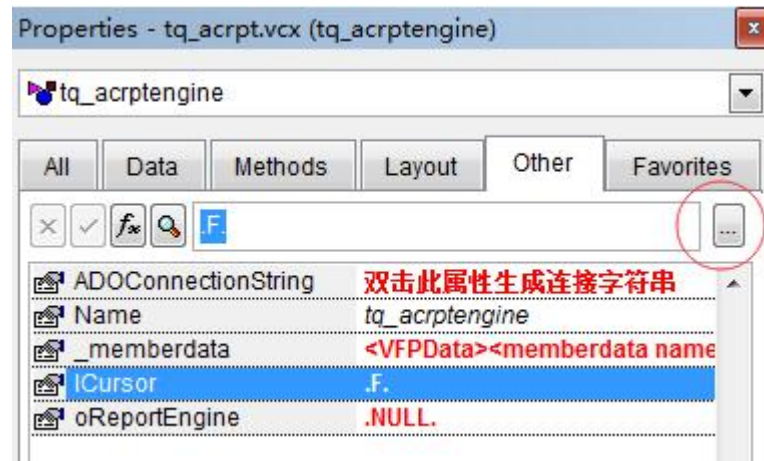 Properties - tq_acrpt.vcx (tq_acrptengine)
tq_acrptengine
All Data Methods Layout Other Favorites
fx .F. ...
ADOConnectionString 双击此属性生成连接字符串
Name tq_acrptengine
_memberdata <VFPData><memberdata name
lCursor .F.
oReportEngine .NULL.